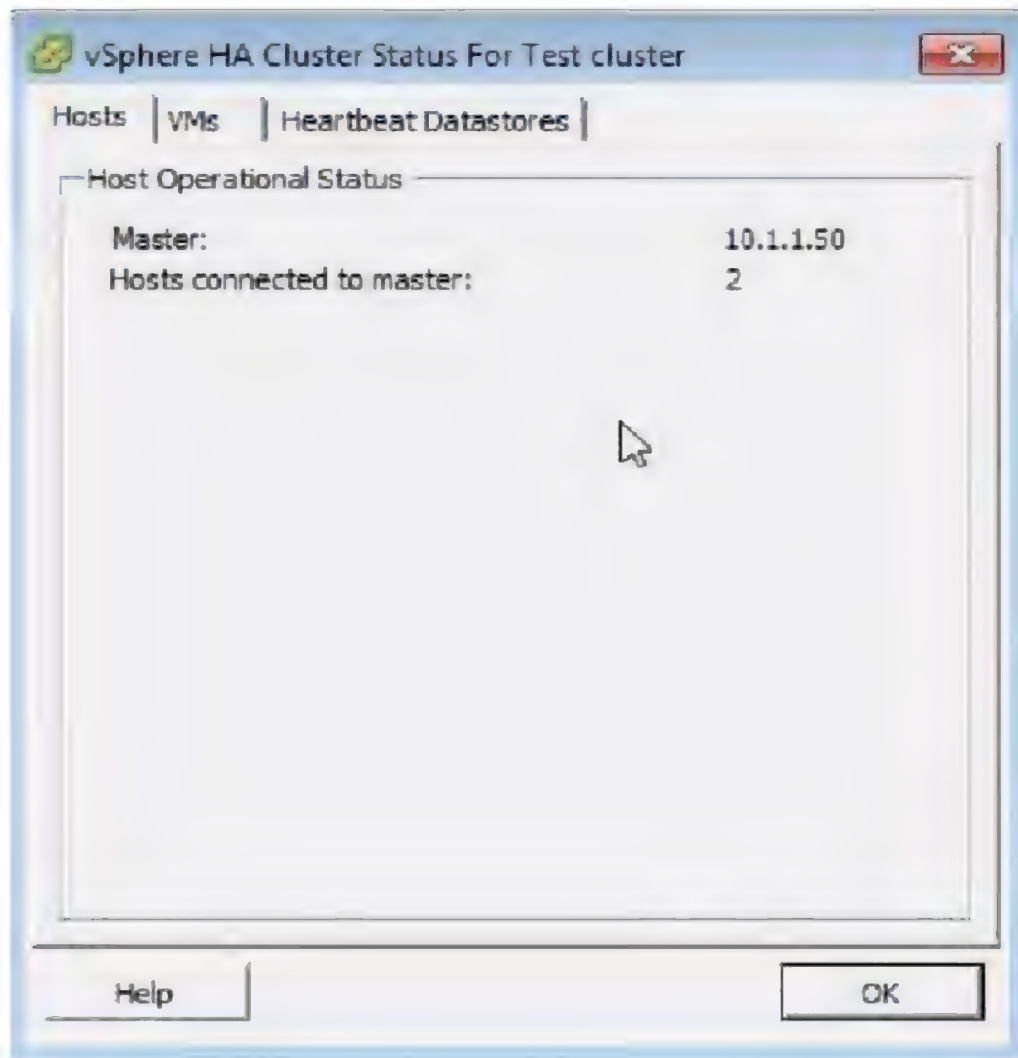 vSphere HA Cluster Status For Test cluster
Hosts VMs Heartbeat Datastores
Host Operational Status
Master: 10.1.1.50
Hosts connected to master: 2
Help OK